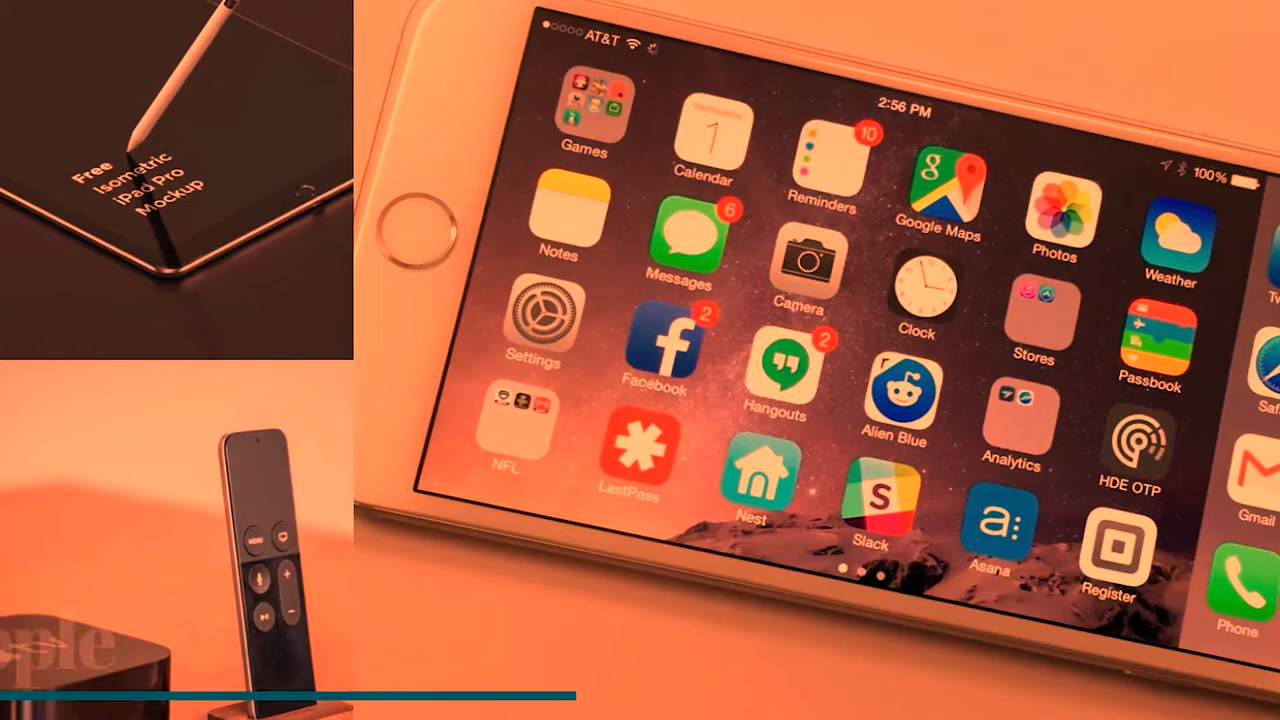 Free
Isometric
iPad Pro
Mockup
AT&T
2:56 PM
100%
Games
Calendar
Reminders
Google Maps
Photos
Weather
Wednesday
1
10
g
Notes
Messages
Camera
Clock
Stores
Passbook
6
Settings
Facebook
Hangouts
Alien Blue
Analytics
HDE OTP
2
2
f
NFL
LastPass
Nest
Slack
Asana
Register
S
a:
Gmail
Phone
MENU